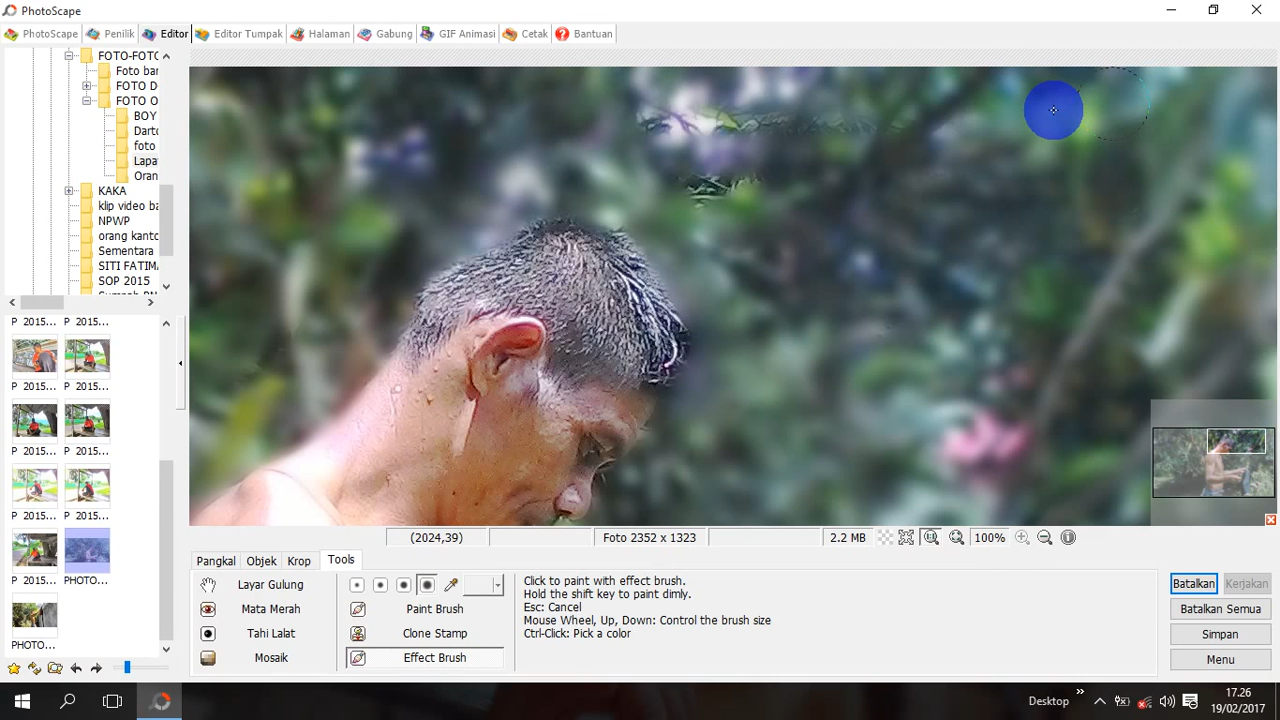 PhotoScape
PhotoScape Penilik Editor Editor Tumpak Halaman Gabung GIF Animasi Cetak Bantuan
FOTO-FOTO
Foto bar
FOTO D
FOTO O
BOY
Darto
foto
Lapa
Oran
KAKA
klip video ba
NPWP
orang kanto
Sementara
SITI FATIMA
SOP 2015
P 2015... P 2015...
P 2015... P 2015...
P 2015... P 2015...
P 2015... P 2015...
P 2015... PHOTO...
PHOTO...
(2024,39) Foto 2352 x 1323 2.2 MB 100%
Pangkal Objek Krop Tools
Layar Gulung
Mata Merah Paint Brush
Tahi Lalat Clone Stamp
Mosaik Effect Brush
Click to paint with effect brush.
Hold the shift key to paint dimly.
Esc: Cancel
Mouse Wheel, Up, Down: Control the brush size
Ctrl-Click: Pick a color
Batalkan Kerjakan
Batalkan Semua
Simpan
Menu
Desktop
17.26
19/02/2017